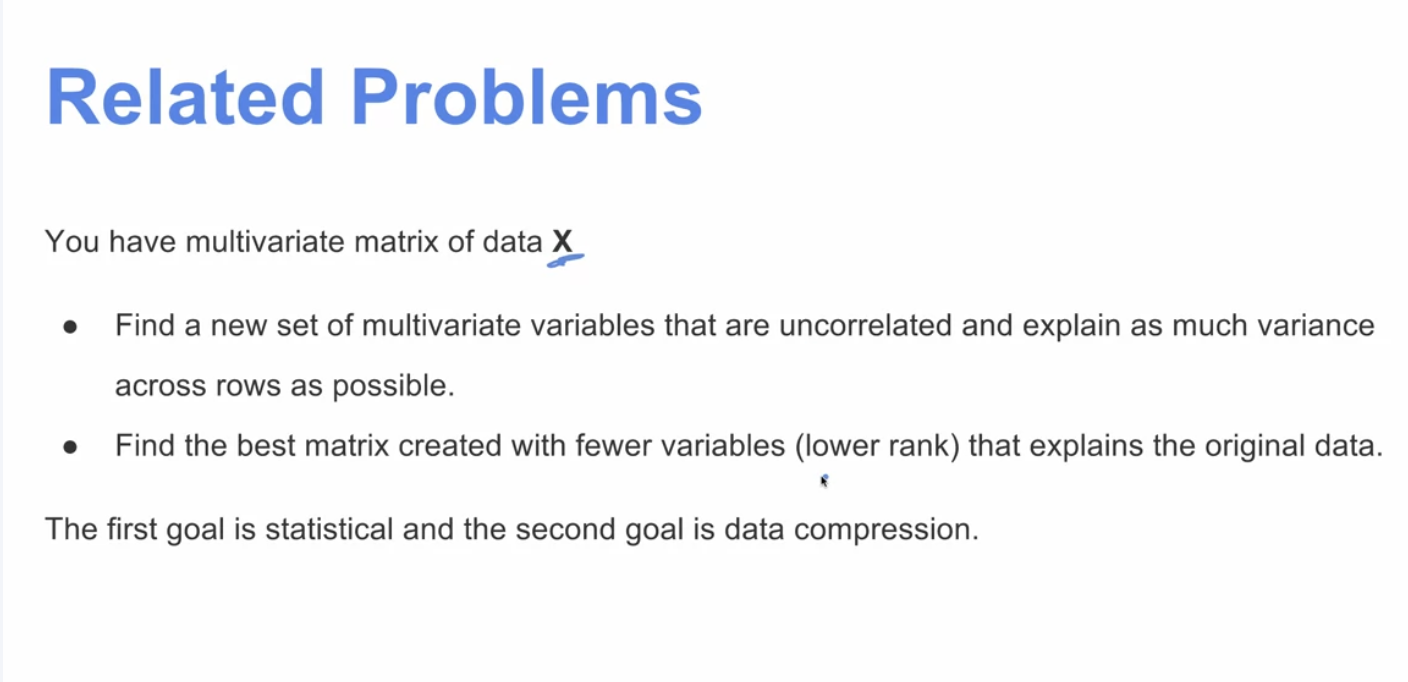 Related Problems
You have multivariate matrix of data X
● Find a new set of multivariate variables that are uncorrelated and explain as much variance
across rows as possible.
● Find the best matrix created with fewer variables (lower rank) that explains the original data.
The first goal is statistical and the second goal is data compression.